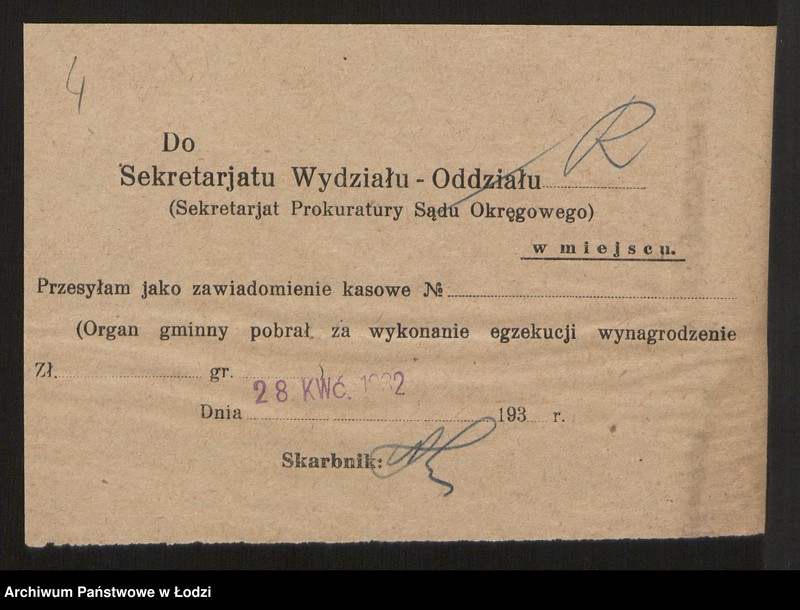 4
Do
Sekretarjatu Wydziału - Oddziału R
(Sekretarjat Prokuratury Sądu Okręgowego)
w miejscu.
Przesyłam jako zawiadomienie kasowe №
(Organ gminny pobrał za wykonanie egzekucji wynagrodzenie
Zł. gr. )
28 KWĆ. 1932
Dnia 193 r.
Skarbnik:
Archiwum Państwowe w Łodzi